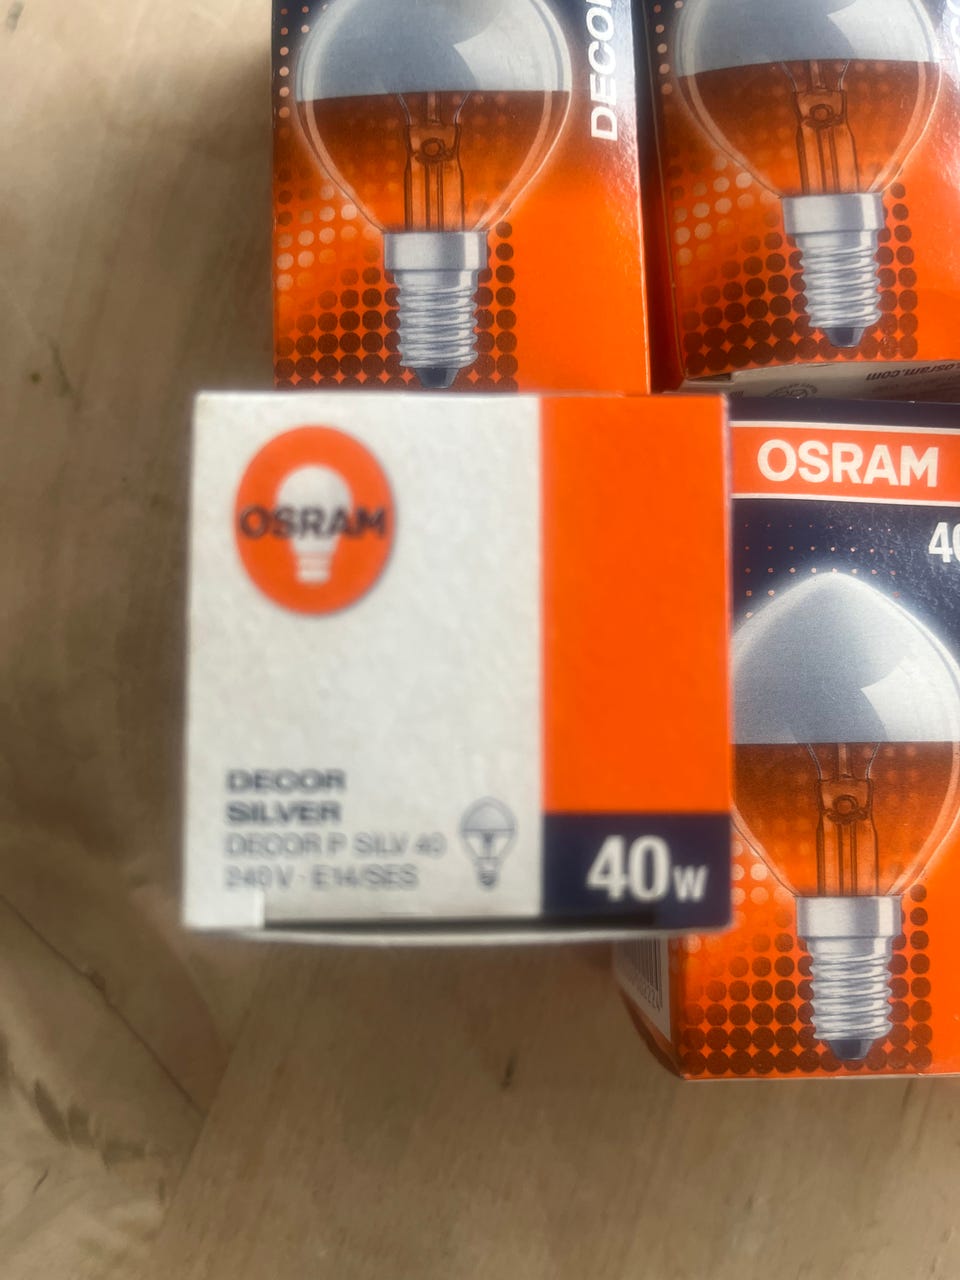 DECOR
OSRAM
40
OSRAM
DECOR
SILVER
DECOR P SILV 40
240V · E14/SES
40W